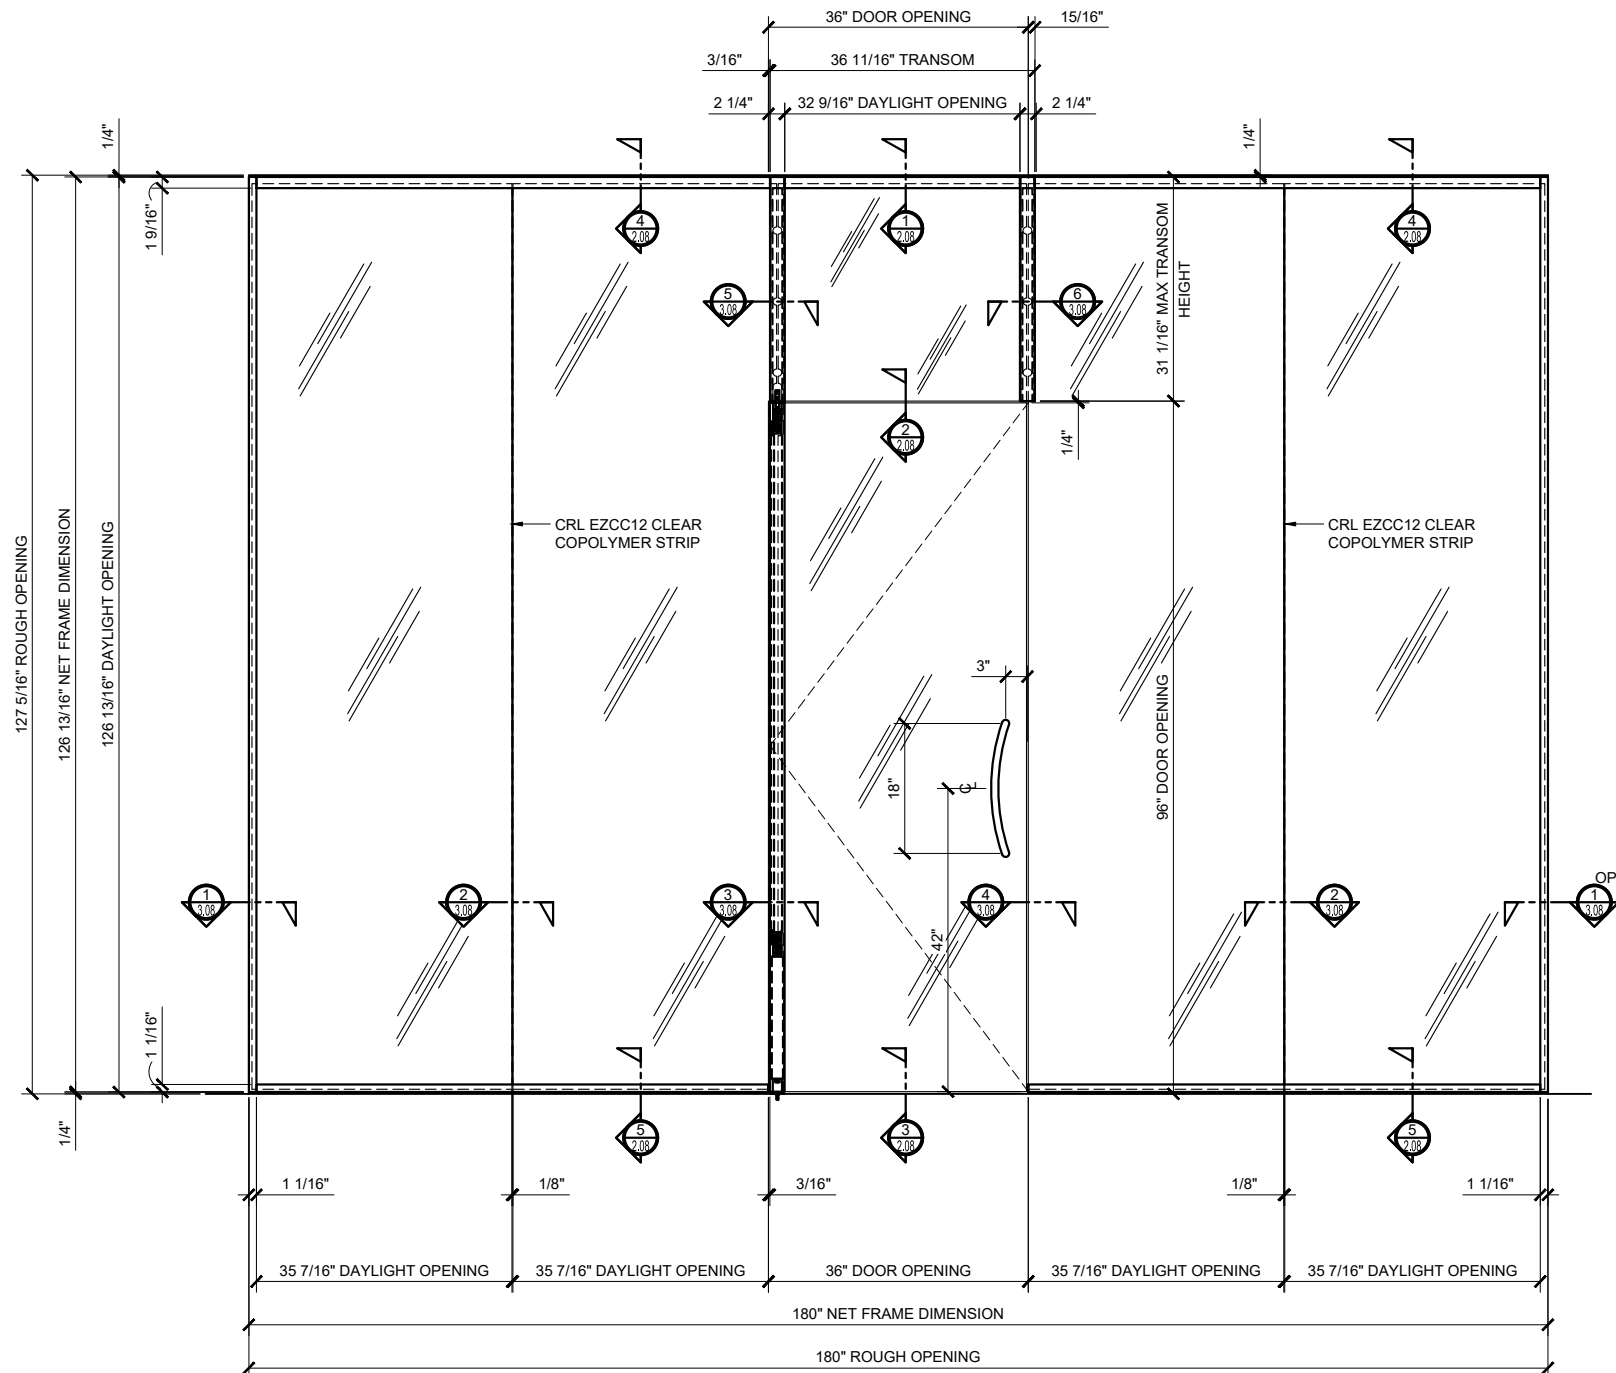 36" DOOR OPENING
15/16"
3/16"
36 11/16" TRANSOM
2 1/4"
32 9/16" DAYLIGHT OPENING
2 1/4"
1/4"
1/4"
1 9/16"
4
2.08
1
2.08
4
2.08
5
3.08
6
3.08
31 1/16" MAX TRANSOM
HEIGHT
2
2.08
1/4"
127 5/16" ROUGH OPENING
126 13/16" NET FRAME DIMENSION
126 13/16" DAYLIGHT OPENING
CRL EZCC12 CLEAR
COPOLYMER STRIP
CRL EZCC12 CLEAR
COPOLYMER STRIP
3"
18"
CL
96" DOOR OPENING
42"
1
3.08
2
3.08
3
3.08
4
3.08
2
3.08
OP
1
3.08
1 1/16"
1/4"
5
2.08
3
2.08
5
2.08
1 1/16"
1/8"
3/16"
1/8"
1 1/16"
35 7/16" DAYLIGHT OPENING
35 7/16" DAYLIGHT OPENING
36" DOOR OPENING
35 7/16" DAYLIGHT OPENING
35 7/16" DAYLIGHT OPENING
180" NET FRAME DIMENSION
180" ROUGH OPENING